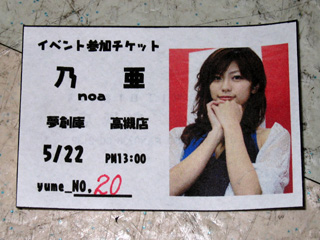 イベント参加チケット
乃 亜
noa
夢創庫 高槻店
5/22 PM13:00
yume_NO. 20